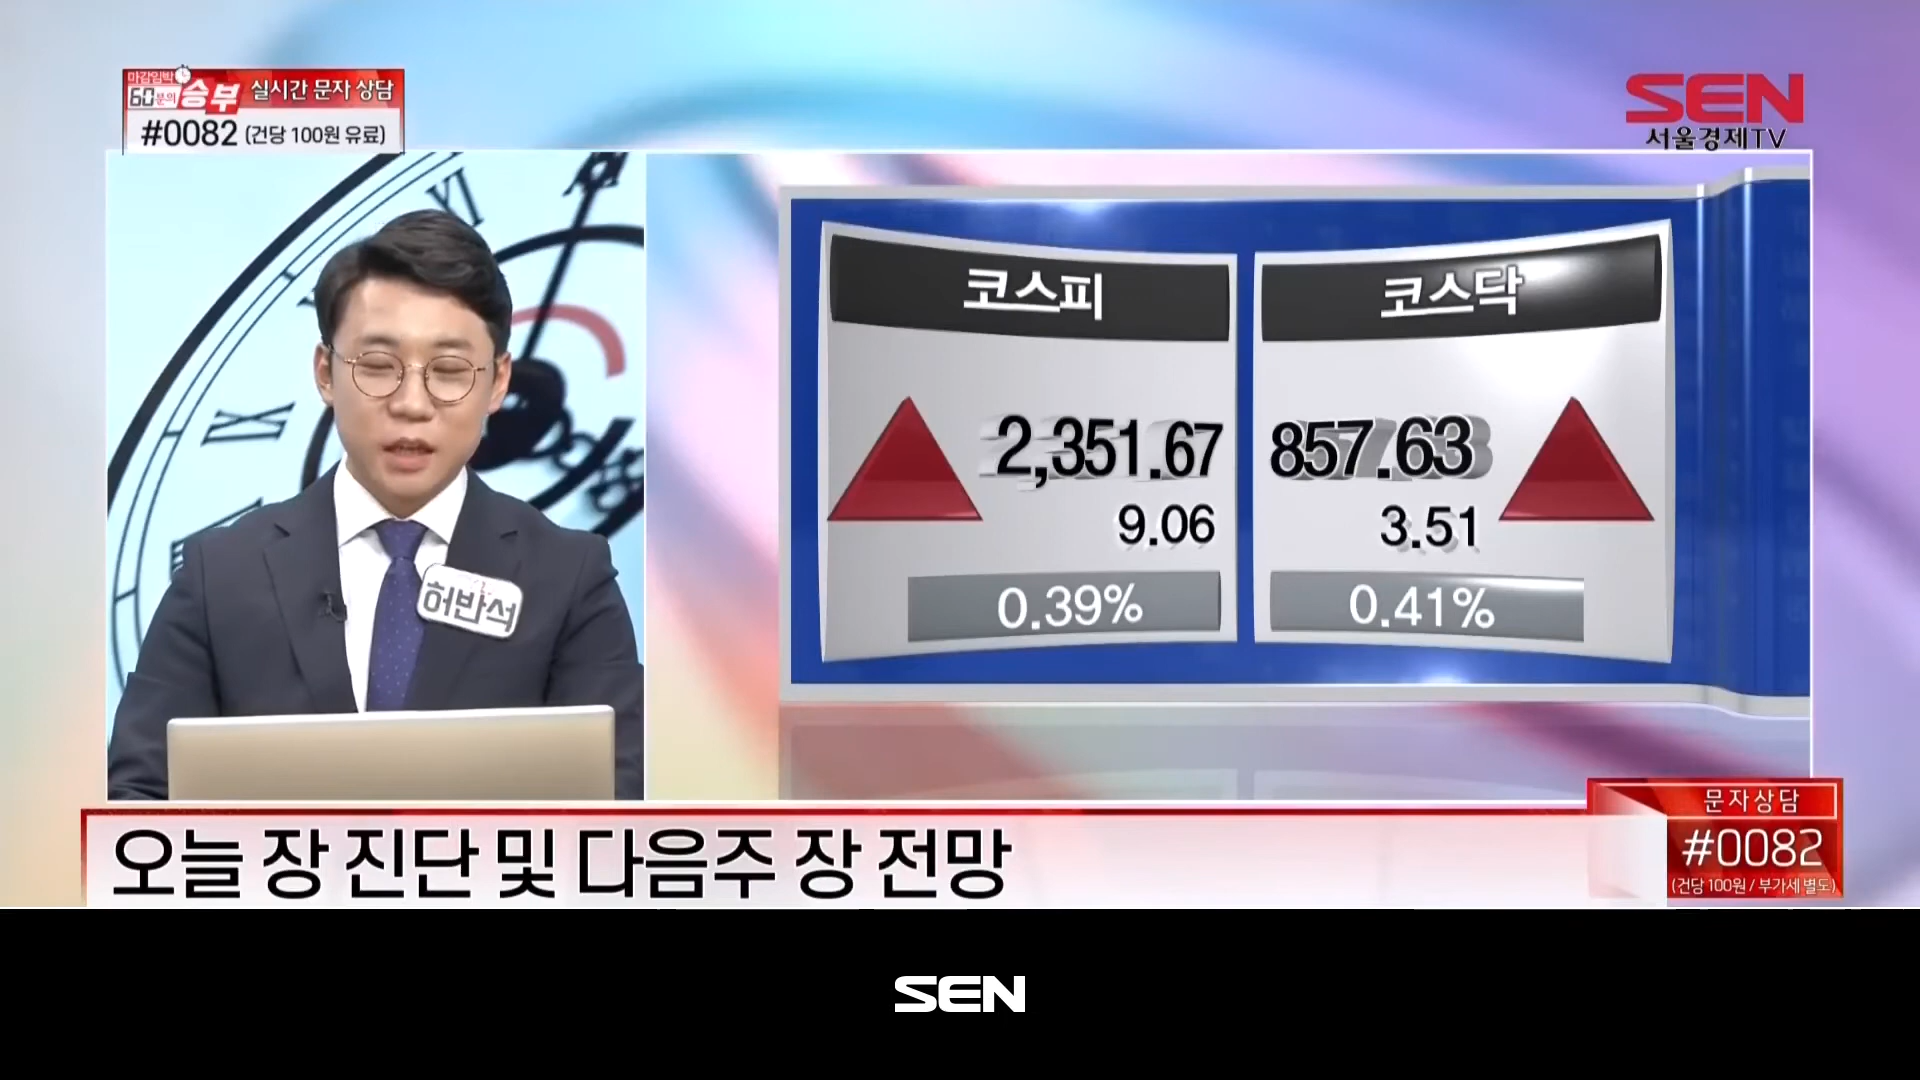 마감임박
60분의 승부
실시간 문자 상담
#0082 (건당 100원 유료)
SEN
서울경제TV
XI
IX
허반석
코스피
2,351.67
9.06
0.39%
코스닥
857.63
3.51
0.41%
오늘 장 진단 및 다음주 장 전망
문자상담
#0082
(건당 100원 / 부가세 별도)
SEN